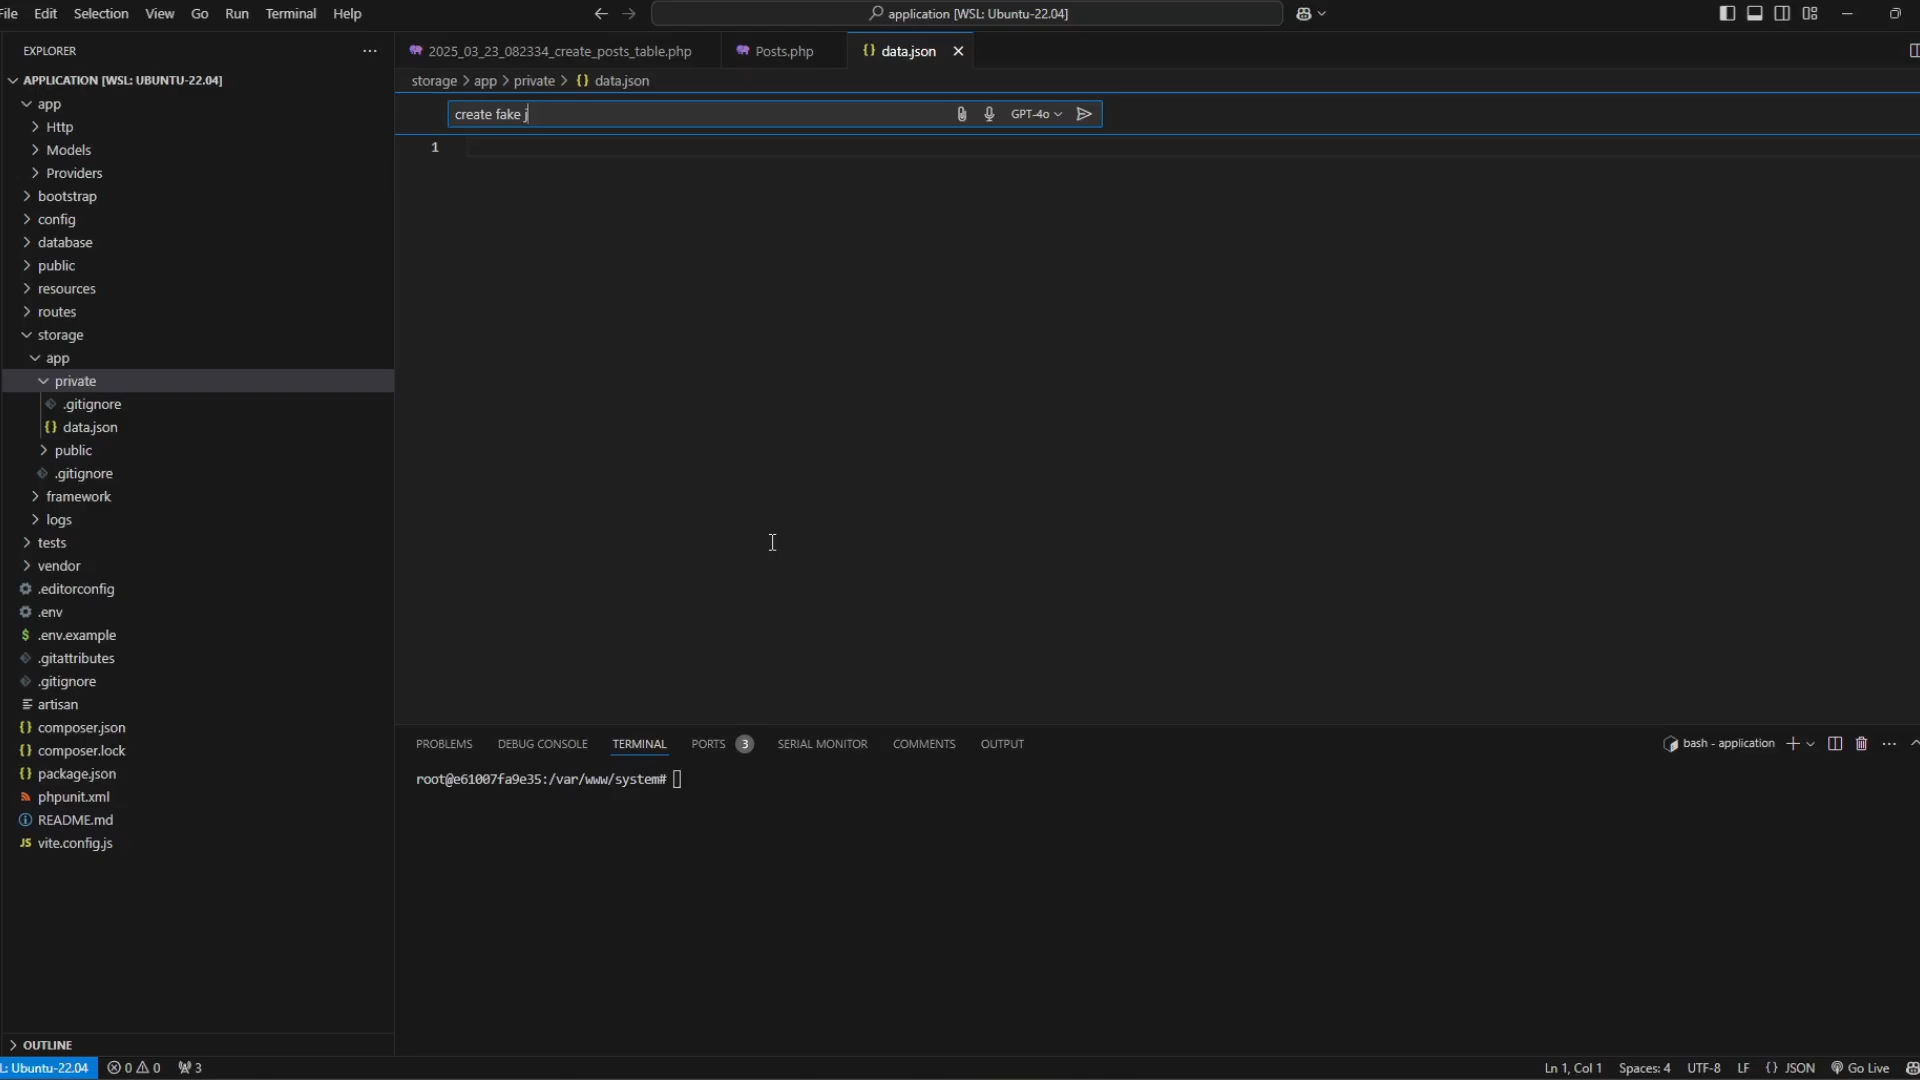 File Edit Selection View Go Run Terminal Help
application [WSL: Ubuntu-22.04]
EXPLORER
2025_03_23_082334_create_posts_table.php
Posts.php
data.json
APPLICATION [WSL: UBUNTU-22.04]
storage > app > private > data.json
app
create fake j
GPT-4o
Http
1
Models
Providers
bootstrap
config
database
public
resources
routes
storage
app
private
.gitignore
data.json
public
.gitignore
framework
logs
tests
vendor
.editorconfig
.env
.env.example
.gitattributes
.gitignore
artisan
composer.json
composer.lock
package.json
phpunit.xml
README.md
JS vite.config.js
PROBLEMS DEBUG CONSOLE TERMINAL PORTS 3 SERIAL MONITOR COMMENTS OUTPUT
bash - application
root@e61007fa9e35:/var/www/system#
OUTLINE
L: Ubuntu-22.04 0 0 3
Ln 1, Col 1 Spaces: 4 UTF-8 LF {} JSON Go Live